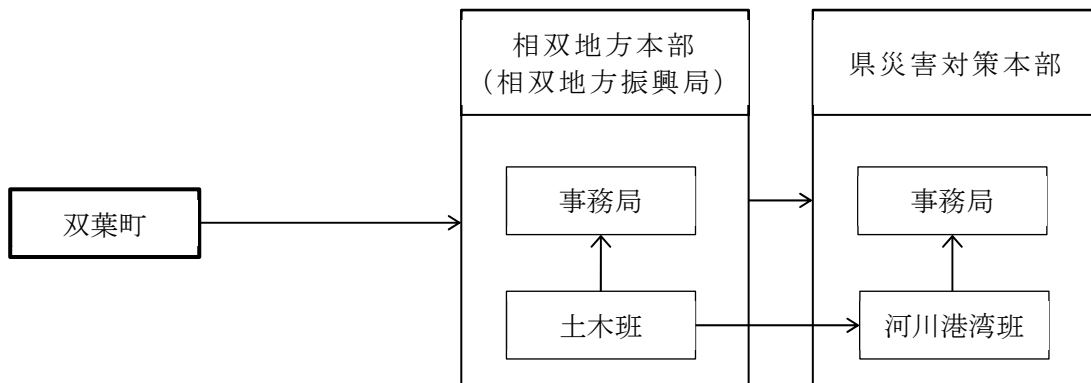 相双地方本部
(相双地方振興局)
県災害対策本部
事務局
事務局
双葉町
土木班
河川港湾班